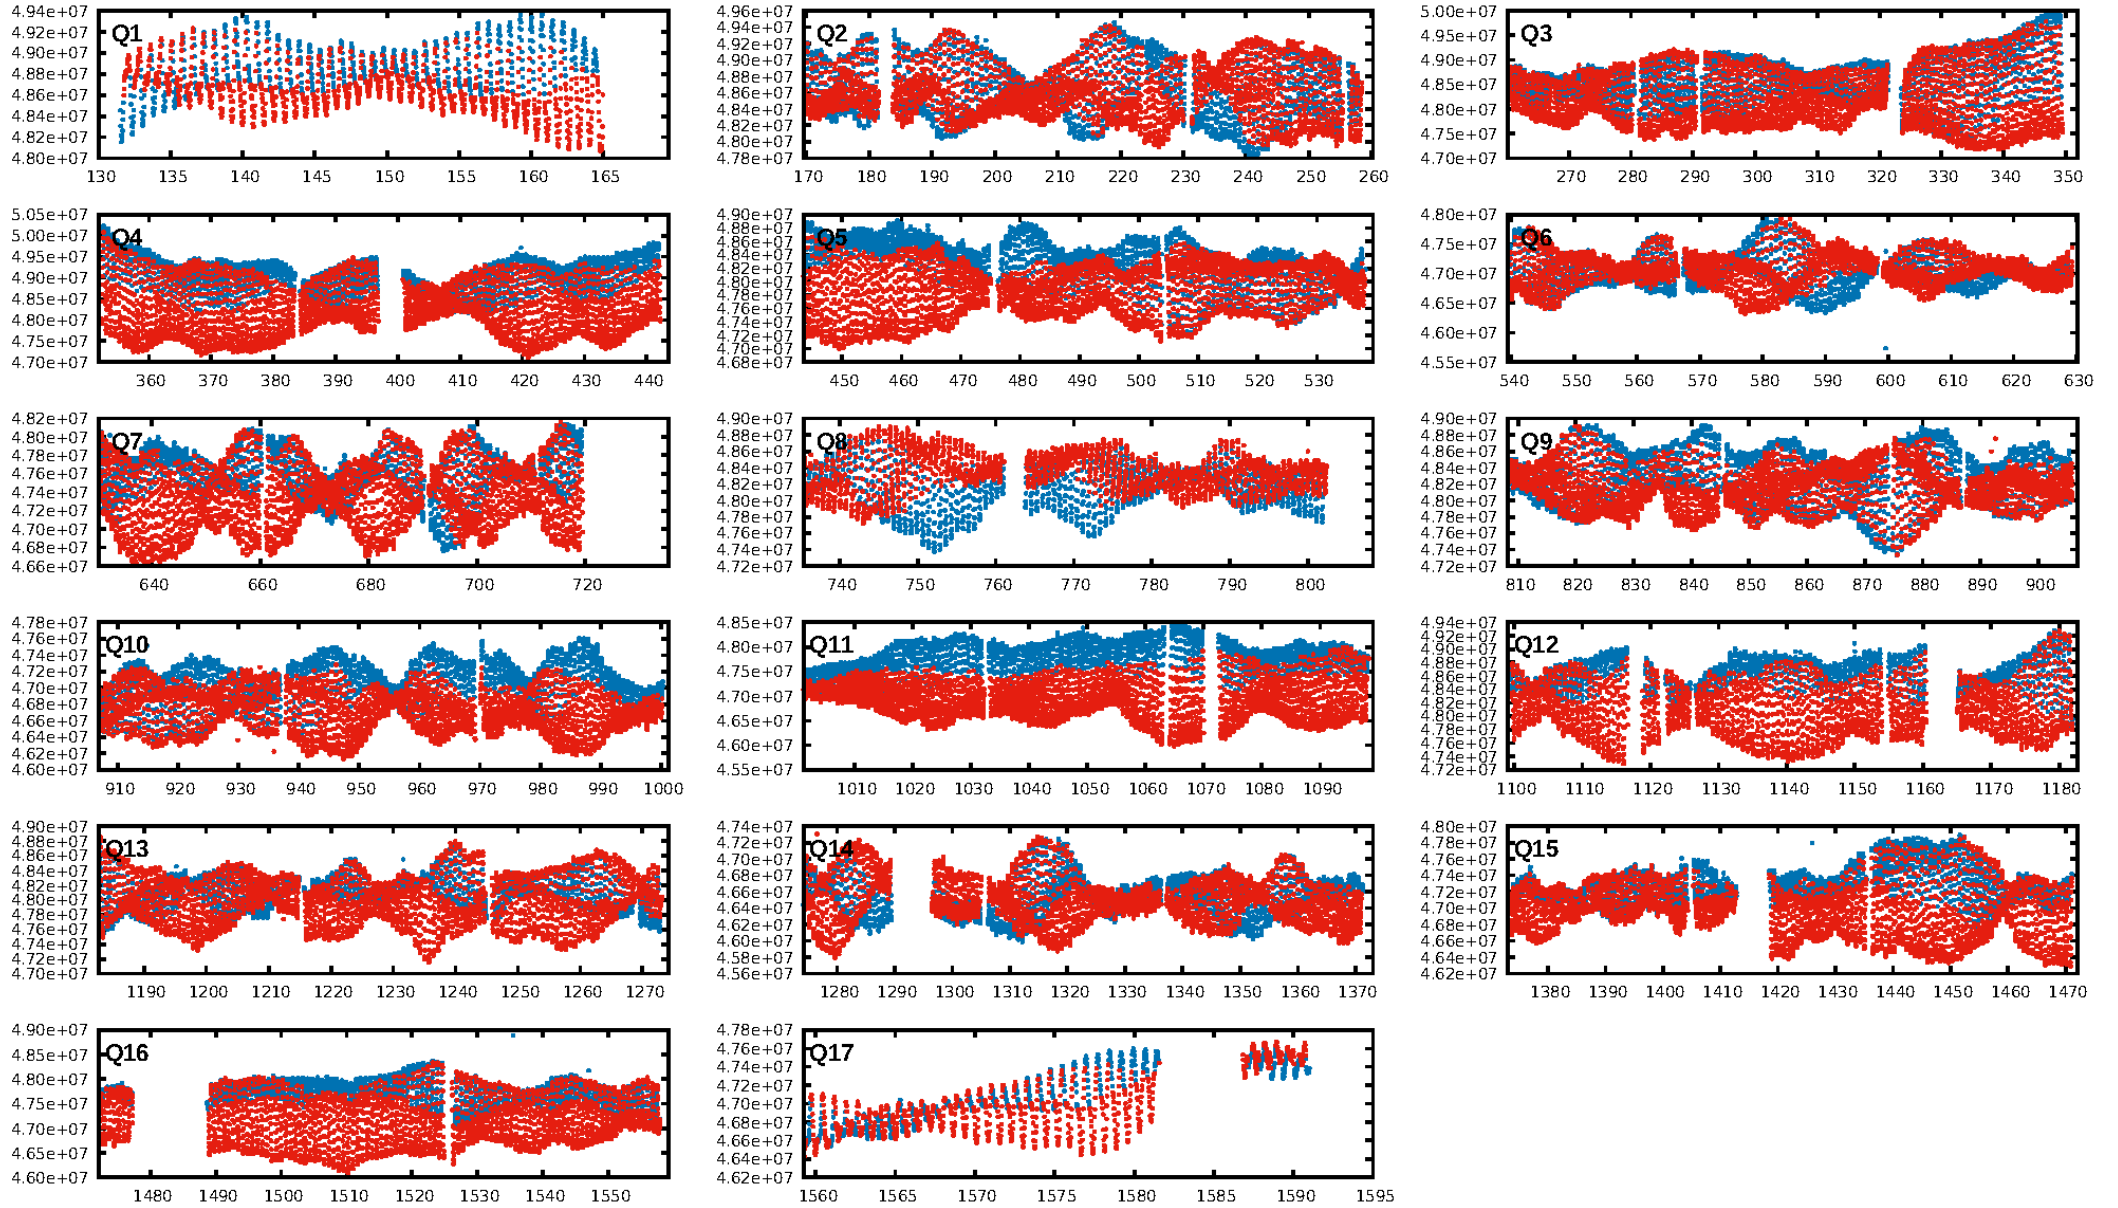 Q1
4.94e+07
4.92e+07
4.90e+07
4.88e+07
4.86e+07
4.84e+07
4.82e+07
4.80e+07
130 135 140 145 150 155 160 165
Q2
4.96e+07
4.94e+07
4.92e+07
4.90e+07
4.88e+07
4.86e+07
4.84e+07
4.82e+07
4.80e+07
4.78e+07
170 180 190 200 210 220 230 240 250 260
Q3
5.00e+07
4.95e+07
4.90e+07
4.85e+07
4.80e+07
4.75e+07
4.70e+07
270 280 290 300 310 320 330 340 350
Q4
5.05e+07
5.00e+07
4.95e+07
4.90e+07
4.85e+07
4.80e+07
4.75e+07
4.70e+07
360 370 380 390 400 410 420 430 440
Q5
4.90e+07
4.88e+07
4.86e+07
4.84e+07
4.82e+07
4.80e+07
4.78e+07
4.76e+07
4.74e+07
4.72e+07
4.70e+07
4.68e+07
450 460 470 480 490 500 510 520 530
Q6
4.80e+07
4.75e+07
4.70e+07
4.65e+07
4.60e+07
4.55e+07
540 550 560 570 580 590 600 610 620 630
Q7
4.82e+07
4.80e+07
4.78e+07
4.76e+07
4.74e+07
4.72e+07
4.70e+07
4.68e+07
4.66e+07
640 660 680 700 720
Q8
4.90e+07
4.88e+07
4.86e+07
4.84e+07
4.82e+07
4.80e+07
4.78e+07
4.76e+07
4.74e+07
4.72e+07
740 750 760 770 780 790 800
Q9
4.90e+07
4.88e+07
4.86e+07
4.84e+07
4.82e+07
4.80e+07
4.78e+07
4.76e+07
4.74e+07
4.72e+07
810 820 830 840 850 860 870 880 890 900
Q10
4.78e+07
4.76e+07
4.74e+07
4.72e+07
4.70e+07
4.68e+07
4.66e+07
4.64e+07
4.62e+07
4.60e+07
910 920 930 940 950 960 970 980 990 1000
Q11
4.85e+07
4.80e+07
4.75e+07
4.70e+07
4.65e+07
4.60e+07
4.55e+07
1010 1020 1030 1040 1050 1060 1070 1080 1090
Q12
4.94e+07
4.92e+07
4.90e+07
4.88e+07
4.86e+07
4.84e+07
4.82e+07
4.80e+07
4.78e+07
4.76e+07
4.74e+07
4.72e+07
1100 1110 1120 1130 1140 1150 1160 1170 1180
Q13
4.90e+07
4.88e+07
4.86e+07
4.84e+07
4.82e+07
4.80e+07
4.78e+07
4.76e+07
4.74e+07
4.72e+07
4.70e+07
1190 1200 1210 1220 1230 1240 1250 1260 1270
Q14
4.74e+07
4.72e+07
4.70e+07
4.68e+07
4.66e+07
4.64e+07
4.62e+07
4.60e+07
4.58e+07
4.56e+07
1280 1290 1300 1310 1320 1330 1340 1350 1360 1370
Q15
4.80e+07
4.78e+07
4.76e+07
4.74e+07
4.72e+07
4.70e+07
4.68e+07
4.66e+07
4.64e+07
4.62e+07
1380 1390 1400 1410 1420 1430 1440 1450 1460 1470
Q16
4.90e+07
4.85e+07
4.80e+07
4.75e+07
4.70e+07
4.65e+07
4.60e+07
1480 1490 1500 1510 1520 1530 1540 1550
Q17
4.78e+07
4.76e+07
4.74e+07
4.72e+07
4.70e+07
4.68e+07
4.66e+07
4.64e+07
4.62e+07
1560 1565 1570 1575 1580 1585 1590 1595